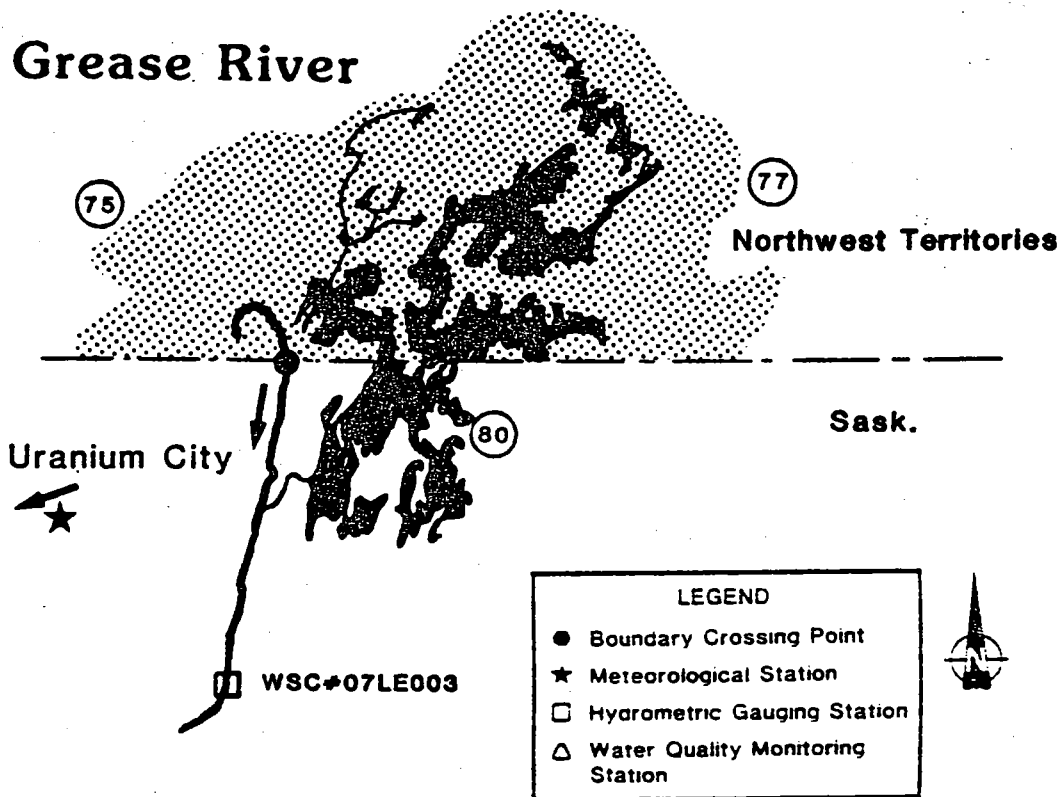 Grease River
75
77
Northwest Territories
80
Sask.
Uranium City
WSC#07LE003
LEGEND
Boundary Crossing Point
Meteorological Station
Hydrometric Gauging Station
Water Quality Monitoring
Station
N